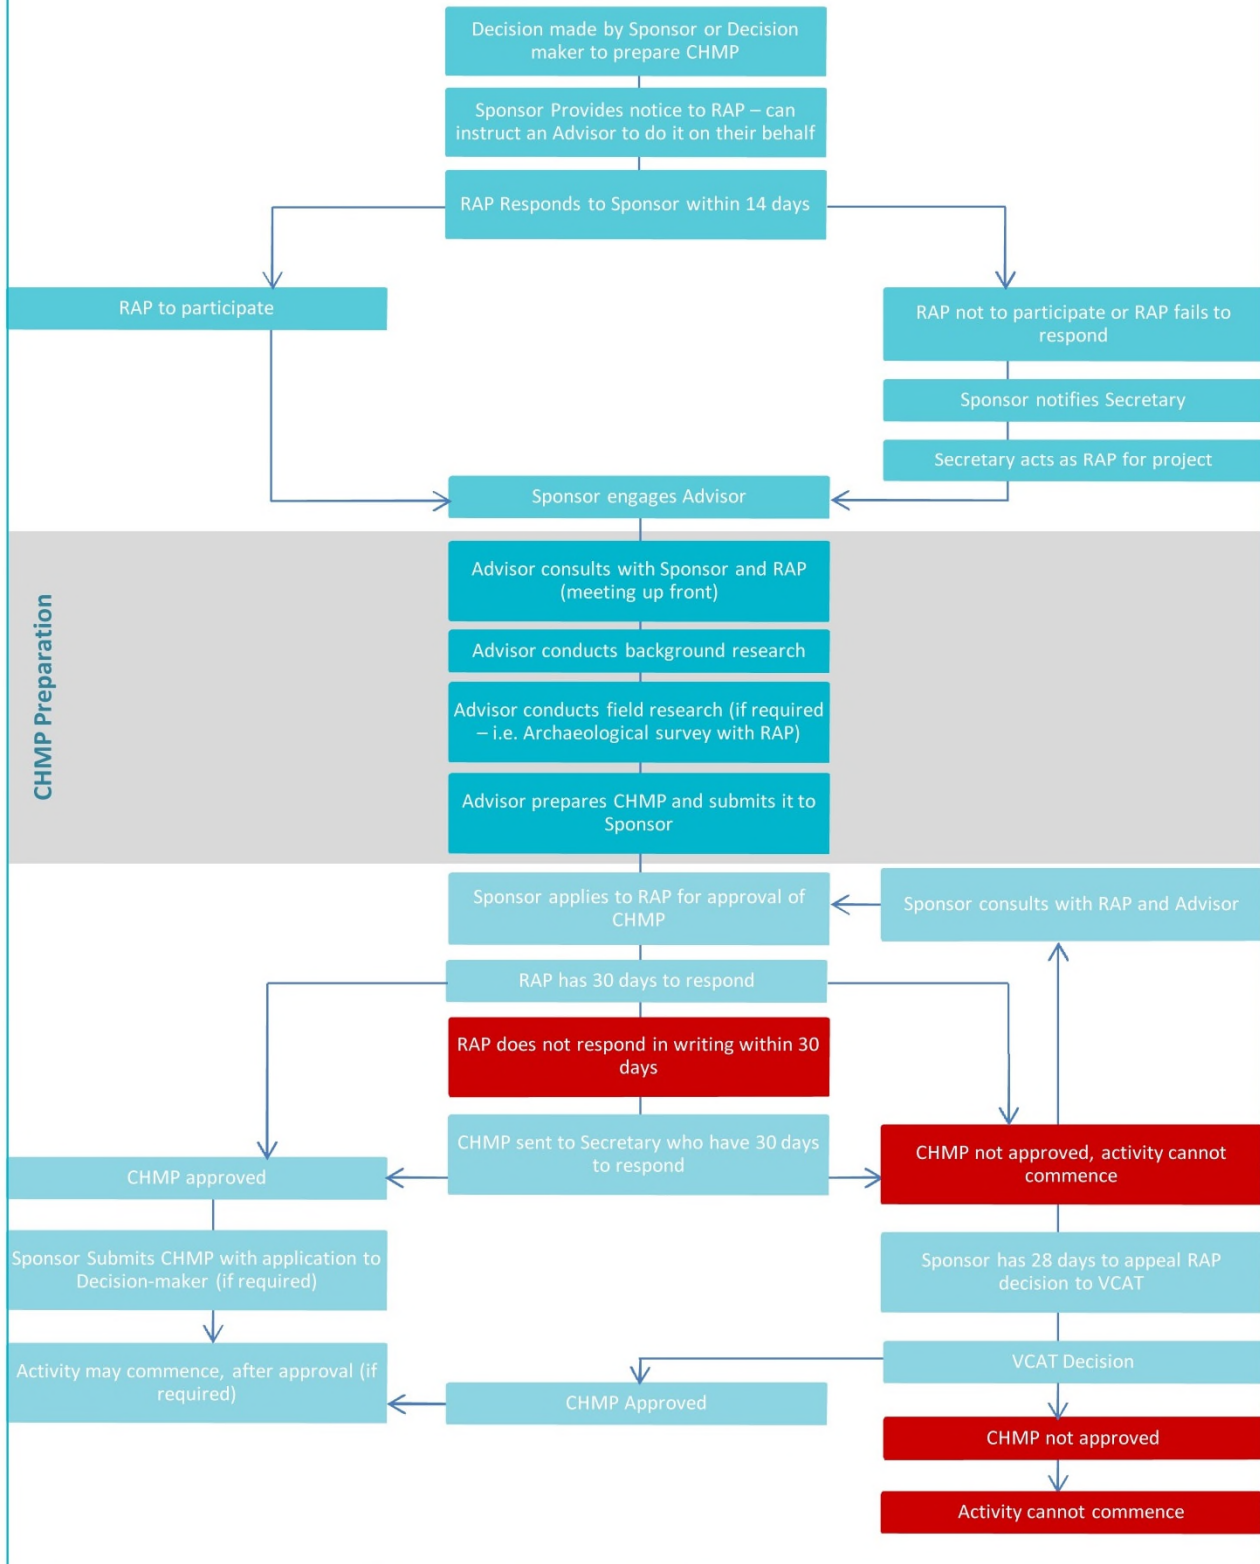 Decision made by Sponsor or Decision
maker to prepare CHMP
Sponsor Provides notice to RAP – can
instruct an Advisor to do it on their behalf
RAP Responds to Sponsor within 14 days
RAP to participate
RAP not to participate or RAP fails to
respond
Sponsor notifies Secretary
Secretary acts as RAP for project
Sponsor engages Advisor
CHMP Preparation
Advisor consults with Sponsor and RAP
(meeting up front)
Advisor conducts background research
Advisor conducts field research (if required
– i.e. Archaeological survey with RAP)
Advisor prepares CHMP and submits it to
Sponsor
Sponsor applies to RAP for approval of
CHMP
Sponsor consults with RAP and Advisor
RAP has 30 days to respond
RAP does not respond in writing within 30
days
CHMP sent to Secretary who have 30 days
to respond
CHMP approved
CHMP not approved, activity cannot
commence
Sponsor Submits CHMP with application to
Decision-maker (if required)
Sponsor has 28 days to appeal RAP
decision to VCAT
Activity may commence, after approval (if
required)
VCAT Decision
CHMP Approved
CHMP not approved
Activity cannot commence